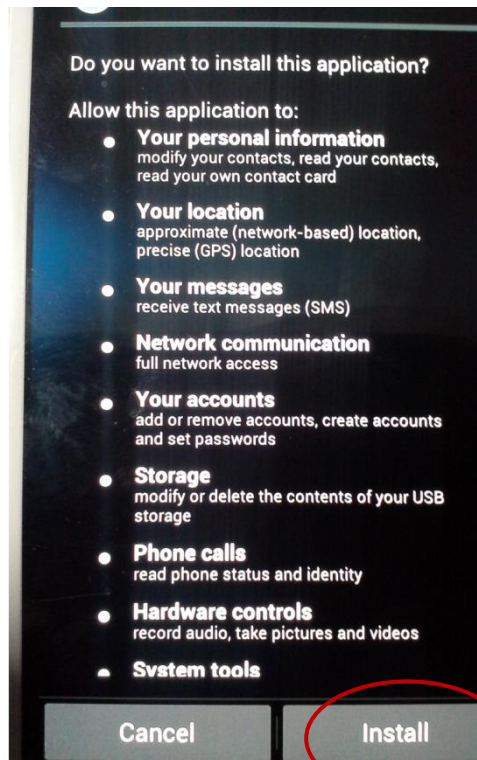 Do you want to install this application?
Allow this application to:
Your personal information
modify your contacts, read your contacts,
read your own contact card
Your location
approximate (network-based) location,
precise (GPS) location
Your messages
receive text messages (SMS)
Network communication
full network access
Your accounts
add or remove accounts, create accounts
and set passwords
Storage
modify or delete the contents of your USB
storage
Phone calls
read phone status and identity
Hardware controls
record audio, take pictures and videos
System tools
Cancel
Install